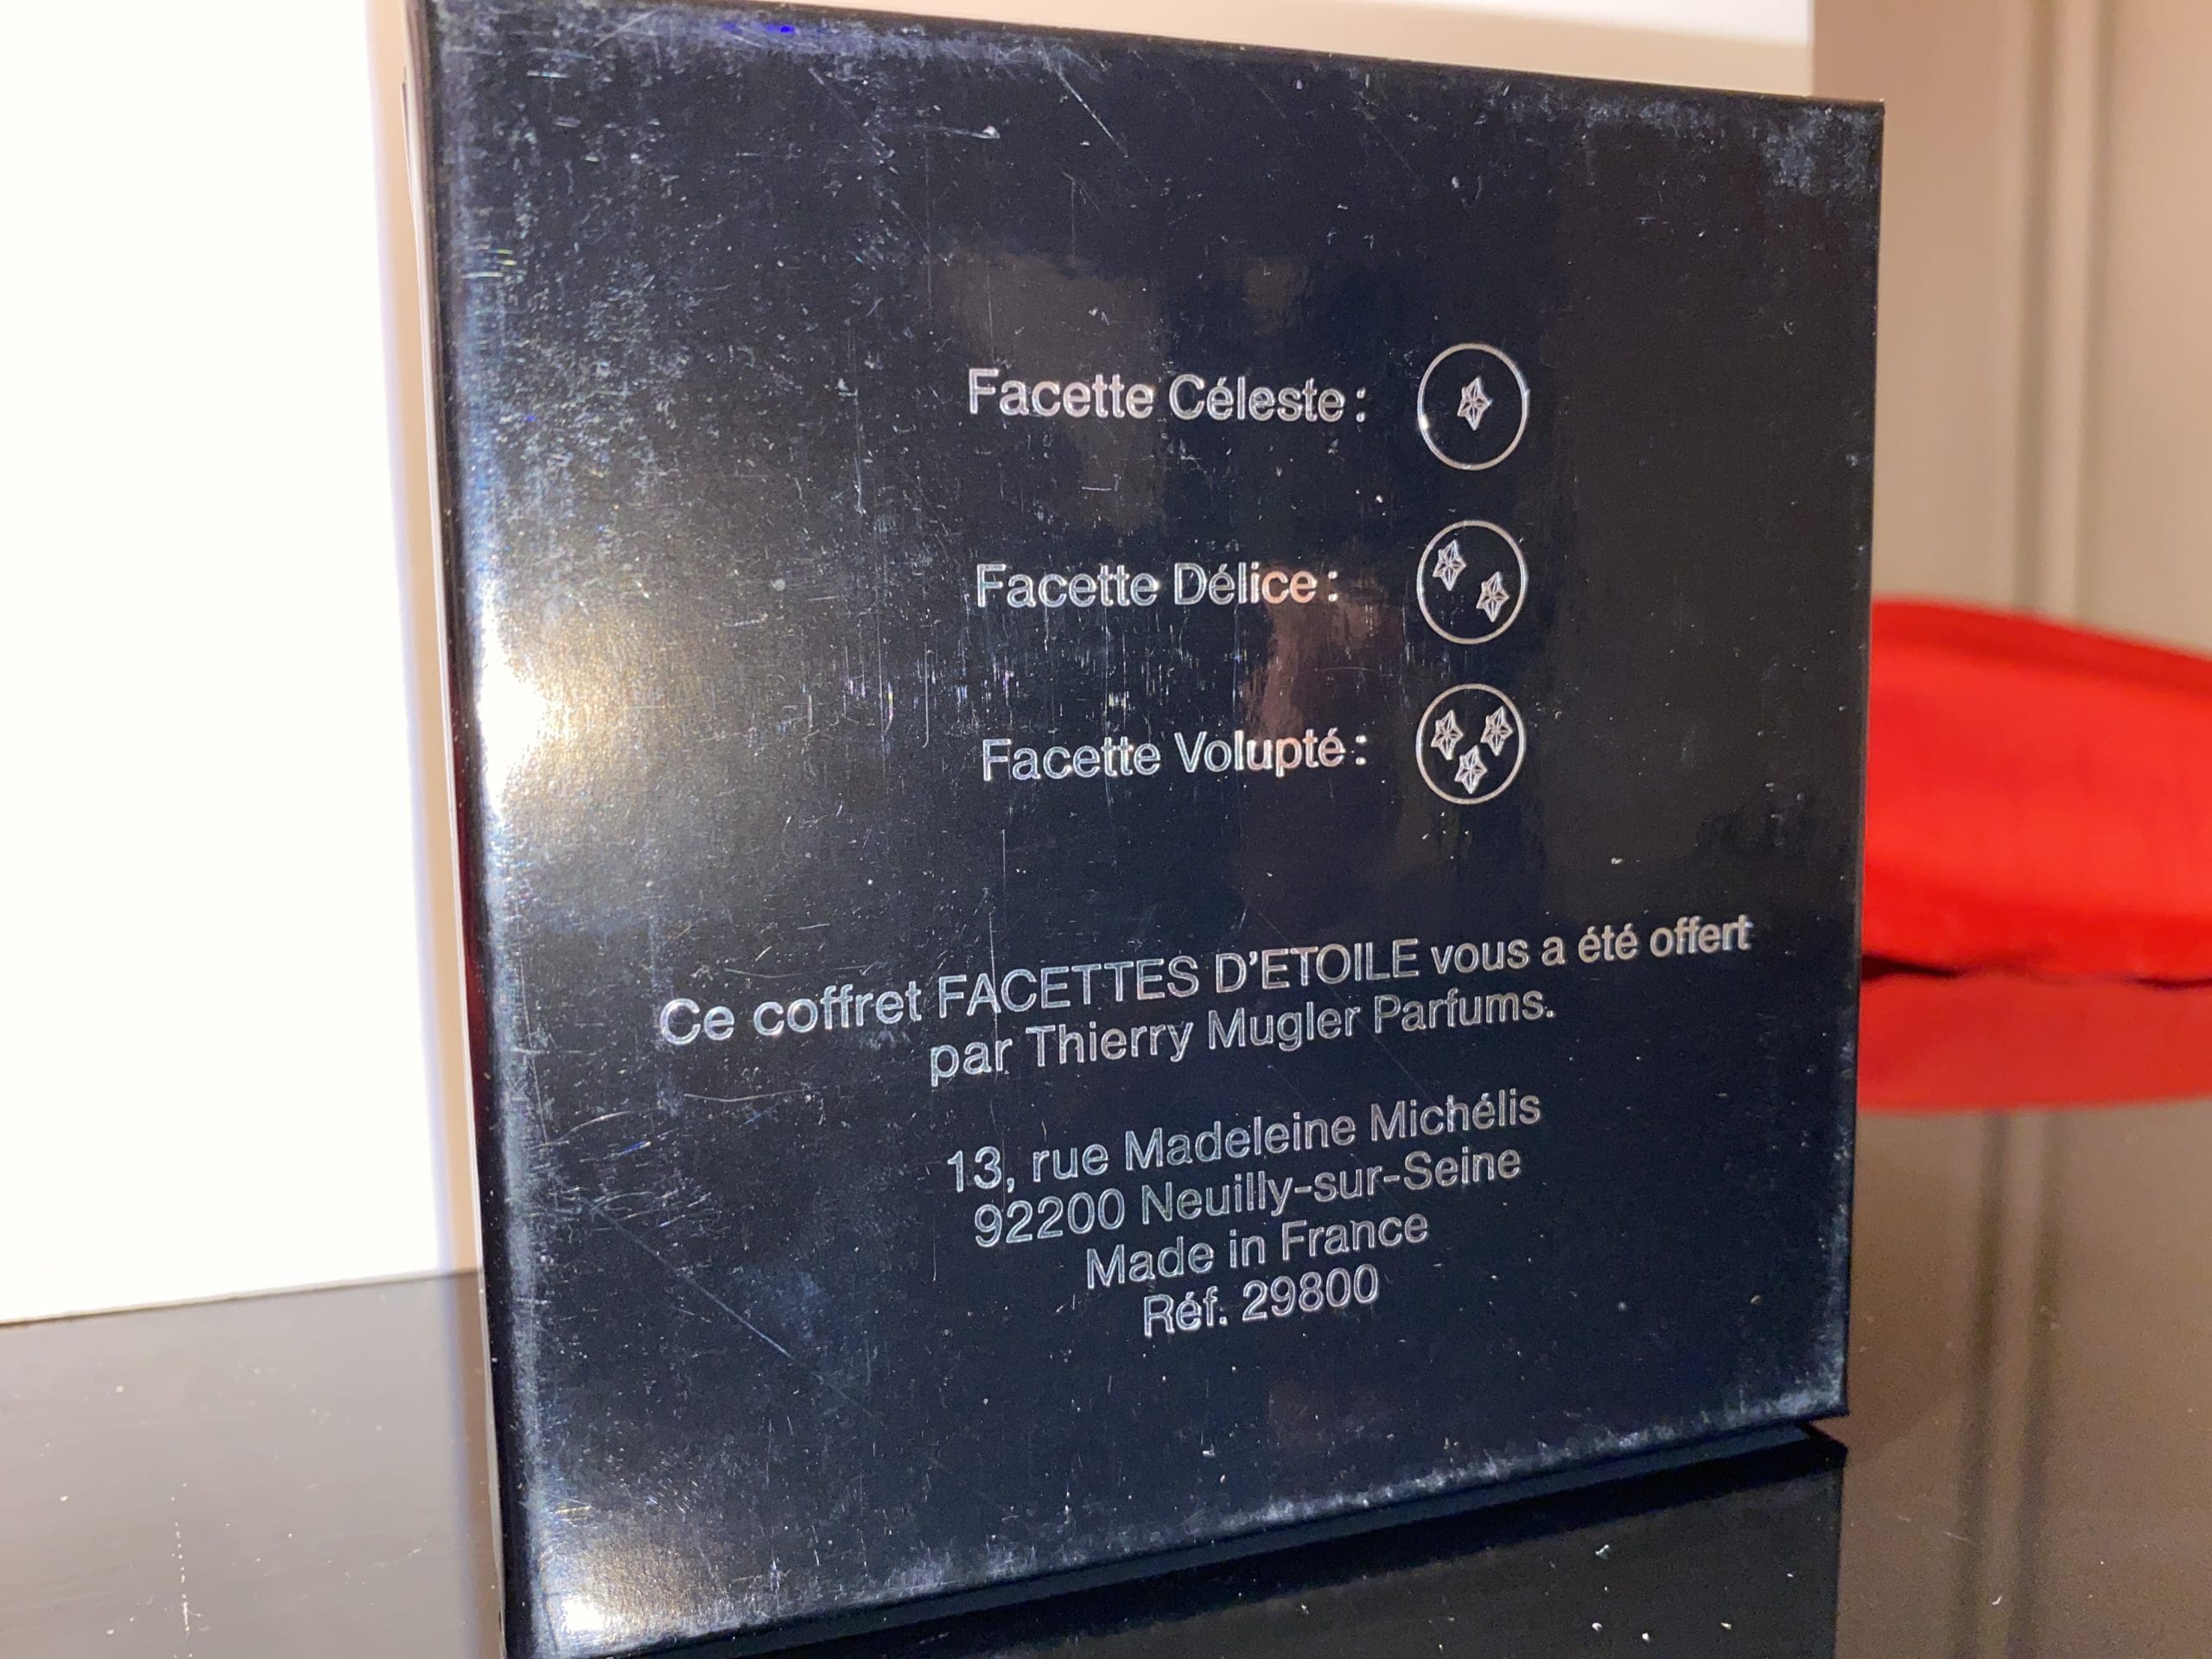 Facette Céleste :
Facette Délice :
Facette Volupté :
Ce coffret FACETTES D'ETOILE vous a été offert
par Thierry Mugler Parfums.
13, rue Madeleine Michélis
92200 Neuilly-sur-Seine
Made in France
Réf. 29800